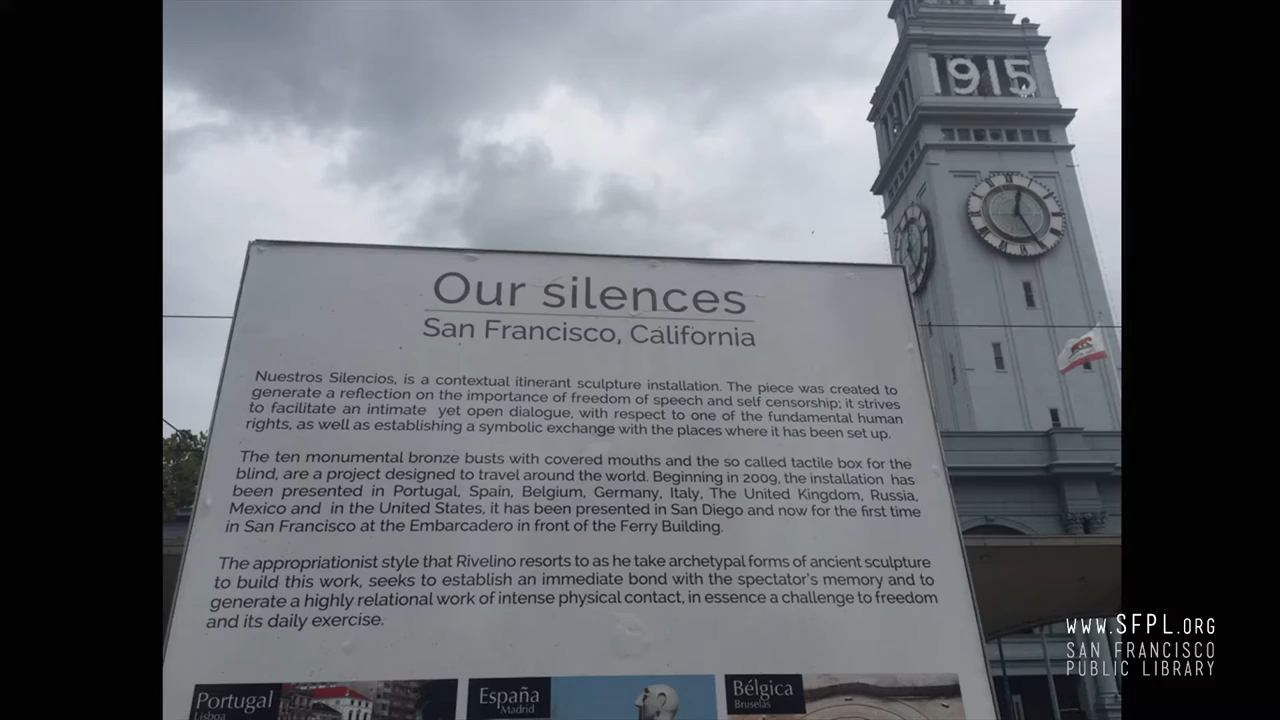 1915
Our silences
San Francisco, California
Nuestros Silencios, is a contextual itinerant sculpture installation. The piece was created to
generate a reflection on the importance of freedom of speech and self censorship; it strives
to facilitate an intimate yet open dialogue, with respect to one of the fundamental human
rights, as well as establishing a symbolic exchange with the places where it has been set up.
The ten monumental bronze busts with covered mouths and the so called tactile box for the
blind, are a project designed to travel around the world. Beginning in 2009, the installation has
been presented in Portugal, Spain, Belgium, Germany, Italy, The United Kingdom, Russia,
Mexico and in the United States, it has been presented in San Diego and now for the first time
in San Francisco at the Embarcadero in front of the Ferry Building.
The appropriationist style that Rivelino resorts to as he take archetypal forms of ancient sculpture
to build this work, seeks to establish an immediate bond with the spectator's memory and to
generate a highly relational work of intense physical contact, in essence a challenge to freedom
and its daily exercise.
Portugal
Lisboa
España
Madrid
Bélgica
Bruselas
www.SFPL.ORG
SAN FRANCISCO
PUBLIC LIBRARY